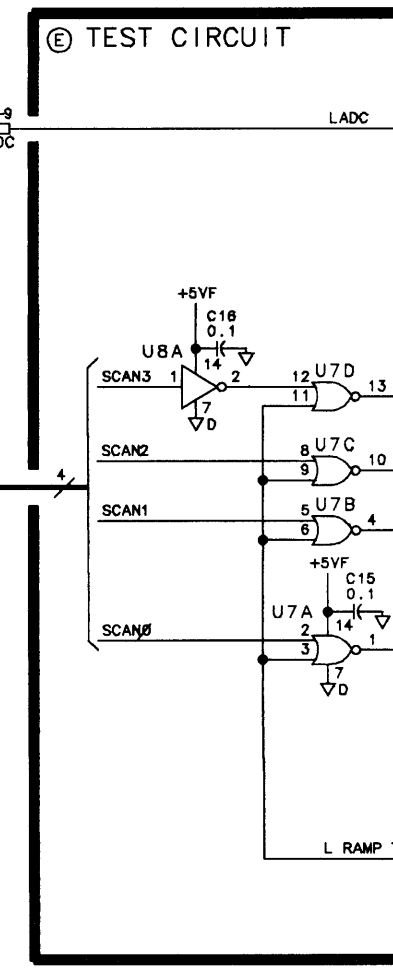 Ⓔ TEST CIRCUIT
9
LADC
+5VF
C16
0.1
U8A
14
SCAN3
1
2
7
D
12
11
U7D
13
SCAN2
8
9
U7C
10
4
SCAN1
5
6
U7B
4
+5VF
C15
0.1
U7A
14
SCANØ
2
3
1
7
D
L RAMP